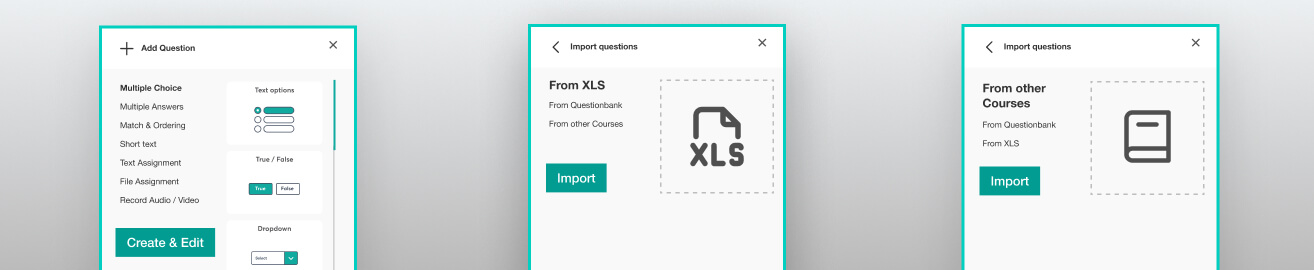 Add Question
Multiple Choice
Multiple Answers
Match & Ordering
Short text
Text Assignment
File Assignment
Record Audio / Video
Create & Edit
Text options
True / False
True
False
Dropdown
Select
Import questions
From XLS
From Questionbank
From other Courses
Import
XLS
Import questions
From other
Courses
From Questionbank
From XLS
Import